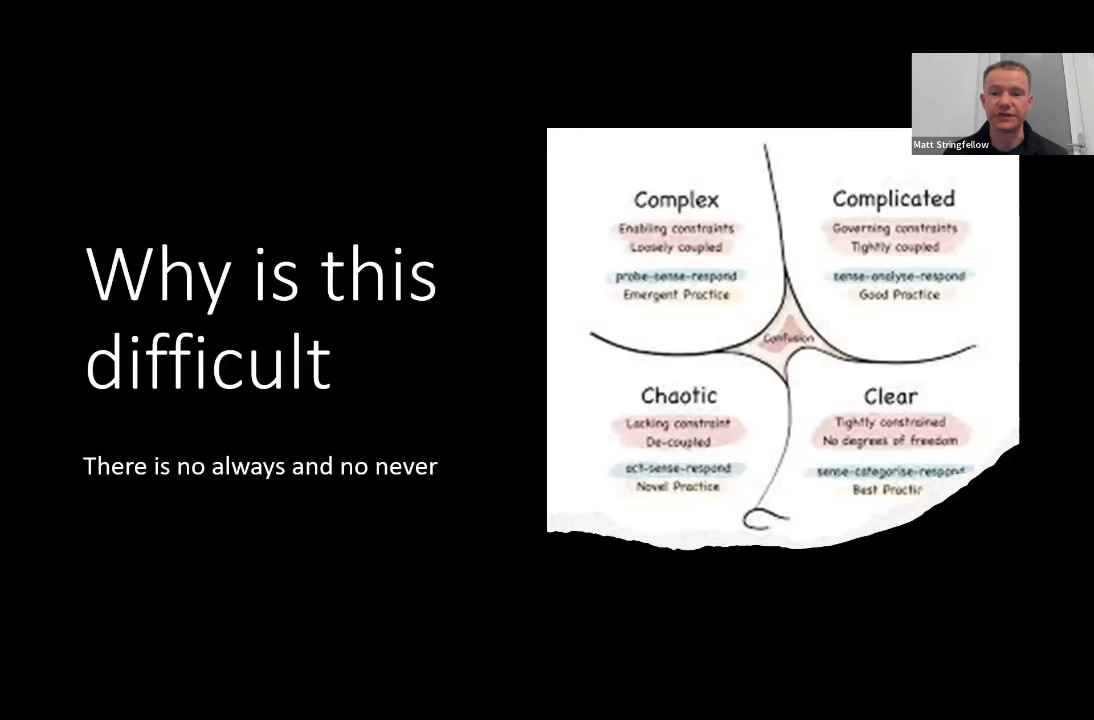 Why is this
difficult
There is no always and no never
Matt Stringfellow
Complex
Enabling constraints
Loosely coupled
probe-sense-respond
Emergent Practice
Complicated
Governing constraints
Tightly coupled
sense-analyse-respond
Good Practice
Confusion
Chaotic
Lacking constraint
De-coupled
act-sense-respond
Novel Practice
Clear
Tightly constrained
No degrees of freedom
sense-categorise-respond
Best Practic